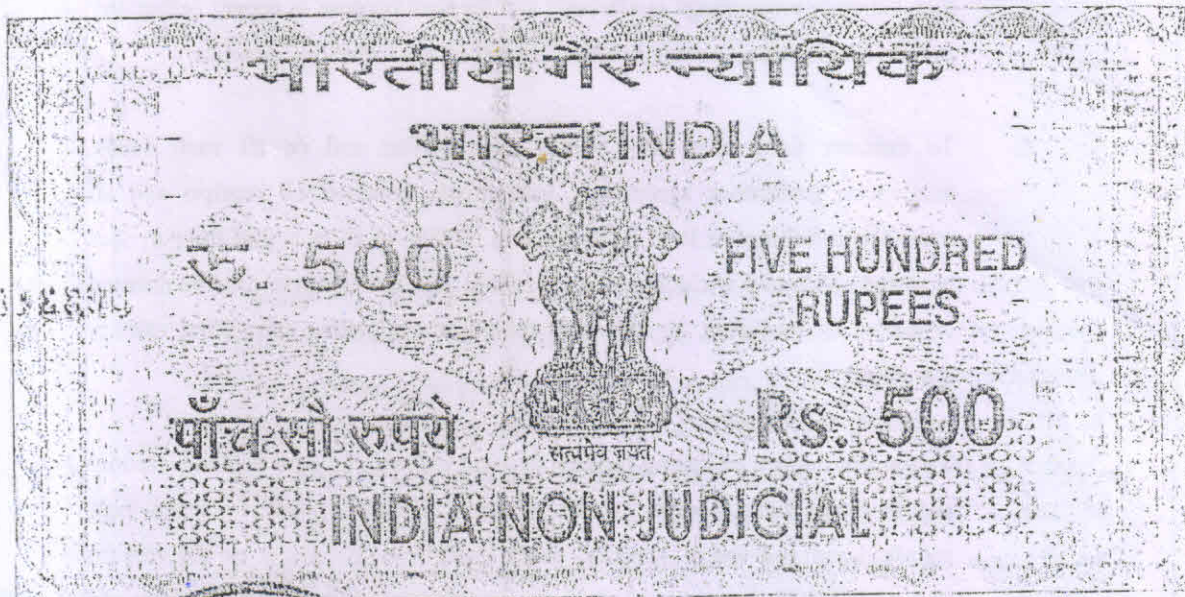 भारतीय गैर न्यायिक
भारत INDIA
रु. 500
FIVE HUNDRED
RUPEES
पाँच सौ रुपये
Rs. 500
सत्यमेव जयते
INDIA NON JUDICIAL